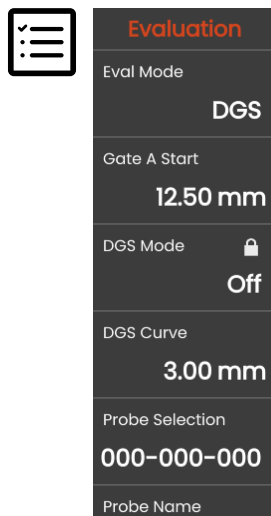 Evaluation
Eval Mode
DGS
Gate A Start
12.50 mm
DGS Mode
Off
DGS Curve
3.00 mm
Probe Selection
000-000-000
Probe Name